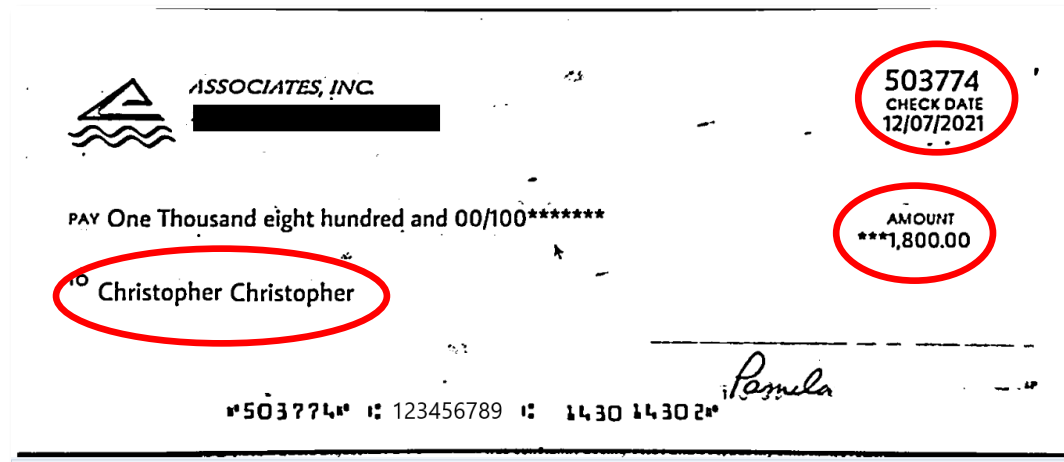 ASSOCIATES, INC.
503774
CHECK DATE
12/07/2021
PAY One Thousand eight hundred and 00/100*******
AMOUNT
***1,800.00
TO Christopher Christopher
Pamela
⑈503774⑈ ⑆ 123456789 ⑆ 1430 14302⑈